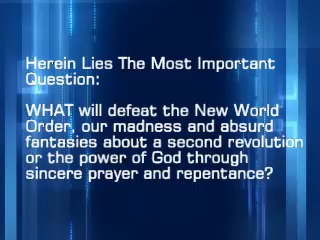 Herein Lies The Most Important
Question:
WHAT will defeat the New World
Order, our madness and absurd
fantasies about a second revolution
or the power of God through
sincere prayer and repentance?